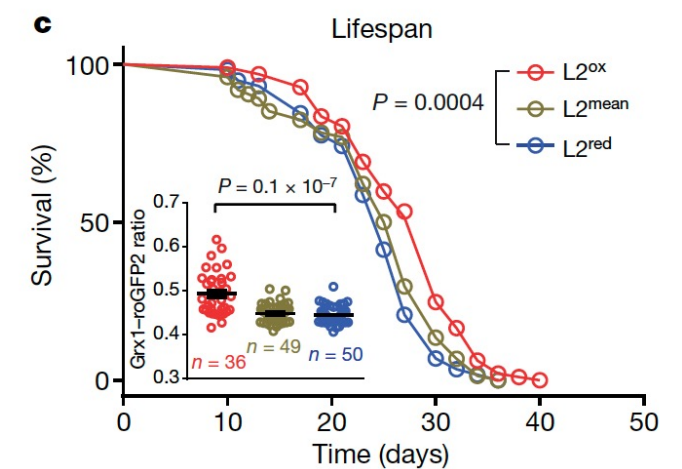 c
Lifespan
100
50
0
Survival (%)
0
10
20
30
40
50
Time (days)
P = 0.0004
L2ox
L2mean
L2red
P = 0.1 × 10–7
0.7
0.6
0.5
0.4
0.3
Grx1–roGFP2 ratio
n = 36
n = 49
n = 50